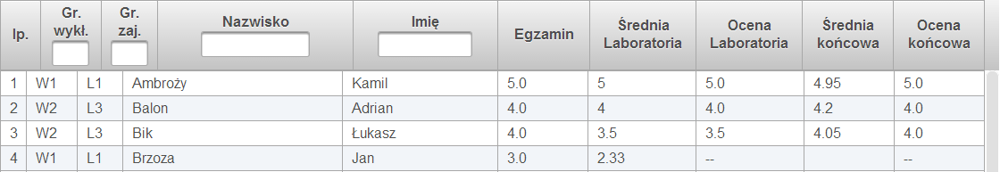 lp. Gr. wykł. Gr. zaj. Nazwisko Imię Egzamin Średnia Laboratoria Ocena Laboratoria Średnia końcowa Ocena końcowa
1 W1 L1 Ambroży Kamil 5.0 5 5.0 4.95 5.0
2 W2 L3 Balon Adrian 4.0 4 4.0 4.2 4.0
3 W2 L3 Bik Łukasz 4.0 3.5 3.5 4.05 4.0
4 W1 L1 Brzoza Jan 3.0 2.33 -- --